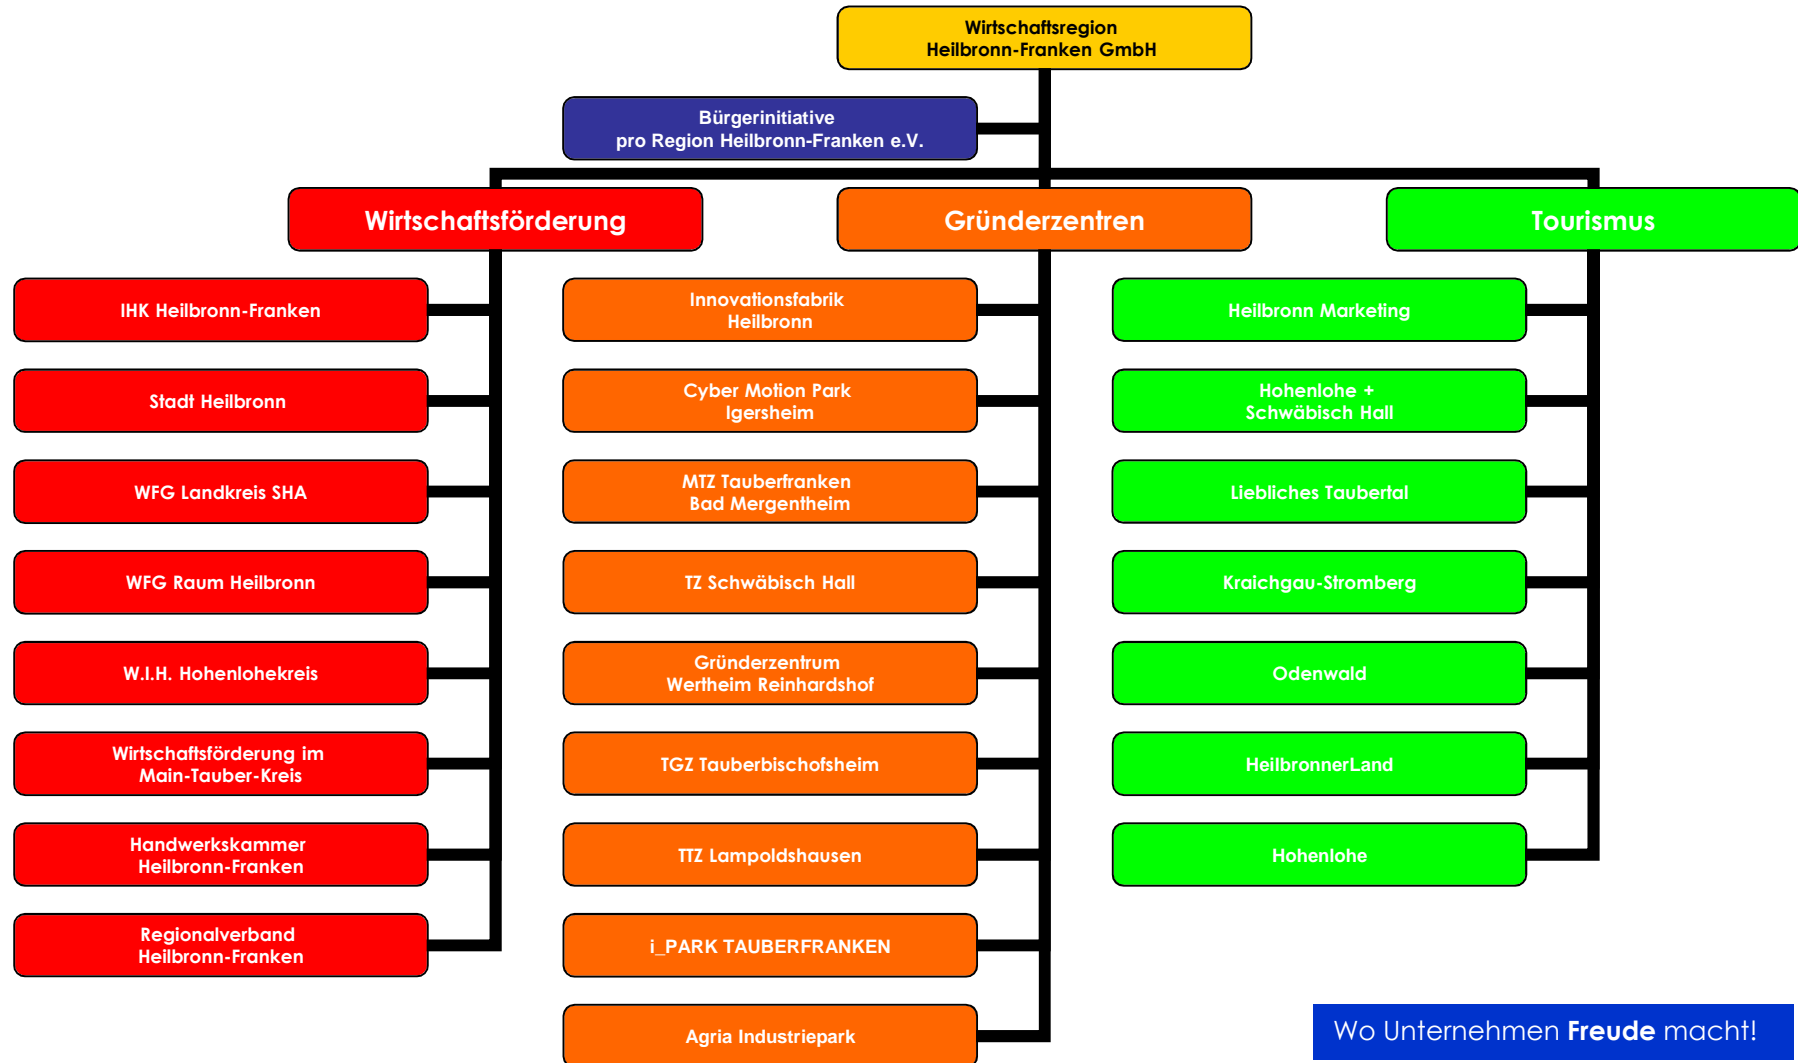 Wirtschaftsregion
Heilbronn-Franken GmbH
Bürgerinitiative
pro Region Heilbronn-Franken e.V.
Wirtschaftsförderung
Gründerzentren
Tourismus
IHK Heilbronn-Franken
Stadt Heilbronn
WFG Landkreis SHA
WFG Raum Heilbronn
W.I.H. Hohenlohekreis
Wirtschaftsförderung im
Main-Tauber-Kreis
Handwerkskammer
Heilbronn-Franken
Regionalverband
Heilbronn-Franken
Innovationsfabrik
Heilbronn
Cyber Motion Park
Igersheim
MTZ Tauberfranken
Bad Mergentheim
TZ Schwäbisch Hall
Gründerzentrum
Wertheim Reinhardshof
TGZ Tauberbischofsheim
TTZ Lampoldshausen
i_PARK TAUBERFRANKEN
Agria Industriepark
Heilbronn Marketing
Hohenlohe +
Schwäbisch Hall
Liebliches Taubertal
Kraichgau-Stromberg
Odenwald
HeilbronnerLand
Hohenlohe
Wo Unternehmen Freude macht!